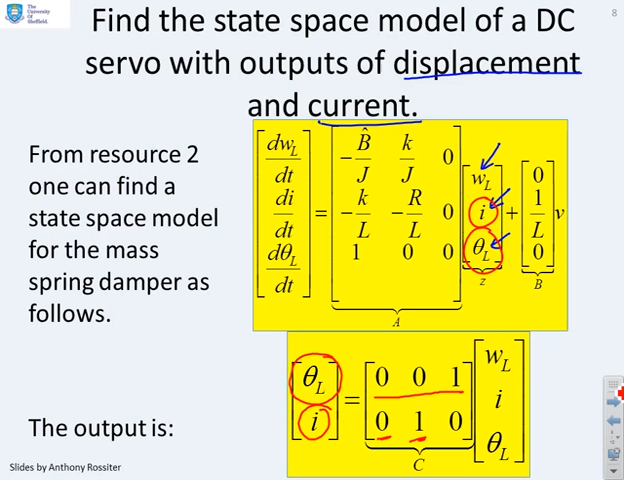 The University Of Sheffield.
8
Find the state space model of a DC
servo with outputs of displacement
and current.
From resource 2
one can find a
state space model
for the mass
spring damper as
follows.
[dw_L/dt; di/dt; dθ_L/dt] = [−B̂/J k/J 0; −k/L −R/L 0; 1 0 0] [w_L; i; θ_L] + [0; 1/L; 0] v
A z B
The output is:
[θ_L; i] = [0 0 1; 0 1 0] [w_L; i; θ_L]
C
Slides by Anthony Rossiter